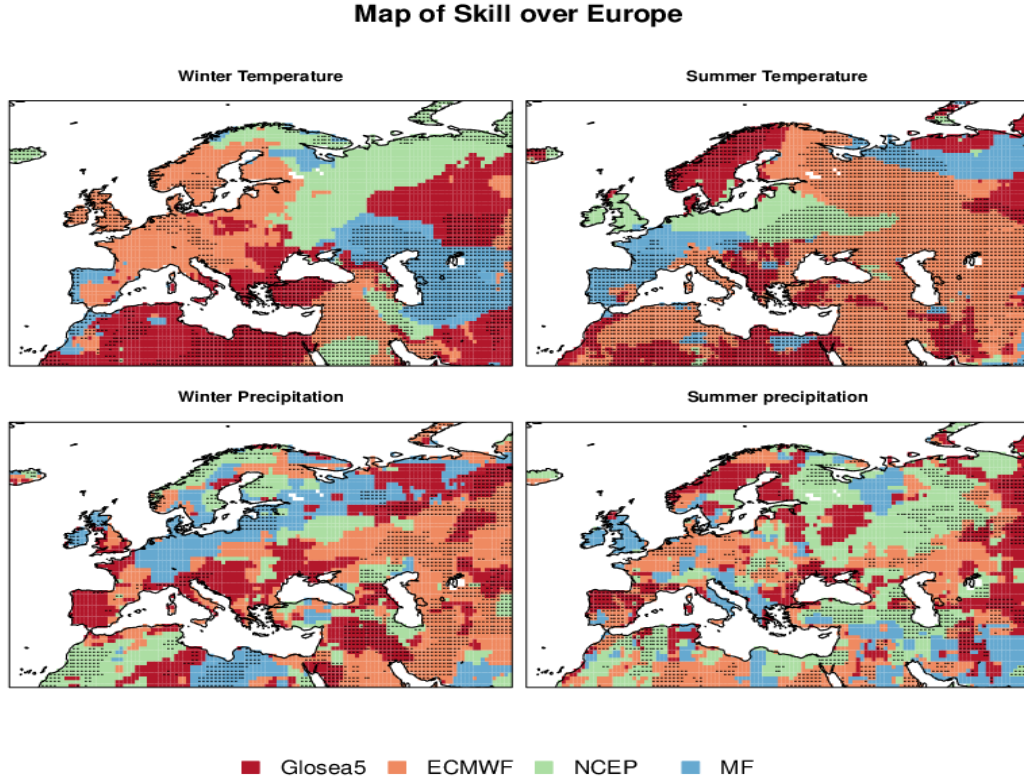 Map of Skill over Europe
Winter Temperature
Summer Temperature
Winter Precipitation
Summer precipitation
Glosea5
ECMWF
NCEP
MF